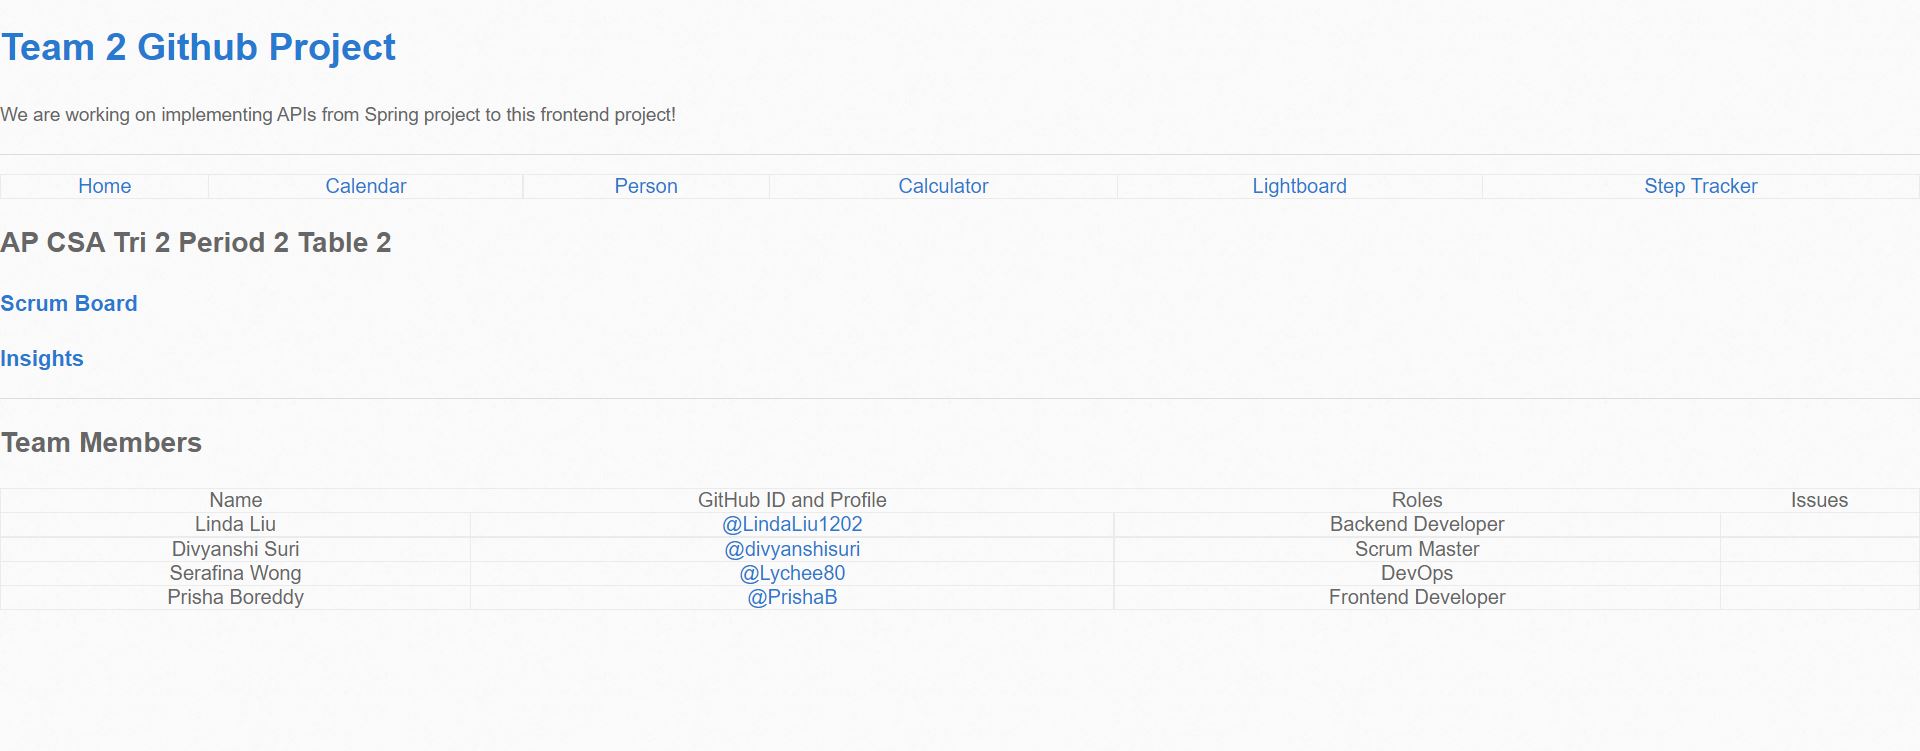 Team 2 Github Project
We are working on implementing APIs from Spring project to this frontend project!
Home Calendar Person Calculator Lightboard Step Tracker
AP CSA Tri 2 Period 2 Table 2
Scrum Board
Insights
Team Members
Name GitHub ID and Profile Roles Issues
Linda Liu @LindaLiu1202 Backend Developer
Divyanshi Suri @divyanshisuri Scrum Master
Serafina Wong @Lychee80 DevOps
Prisha Boreddy @PrishaB Frontend Developer